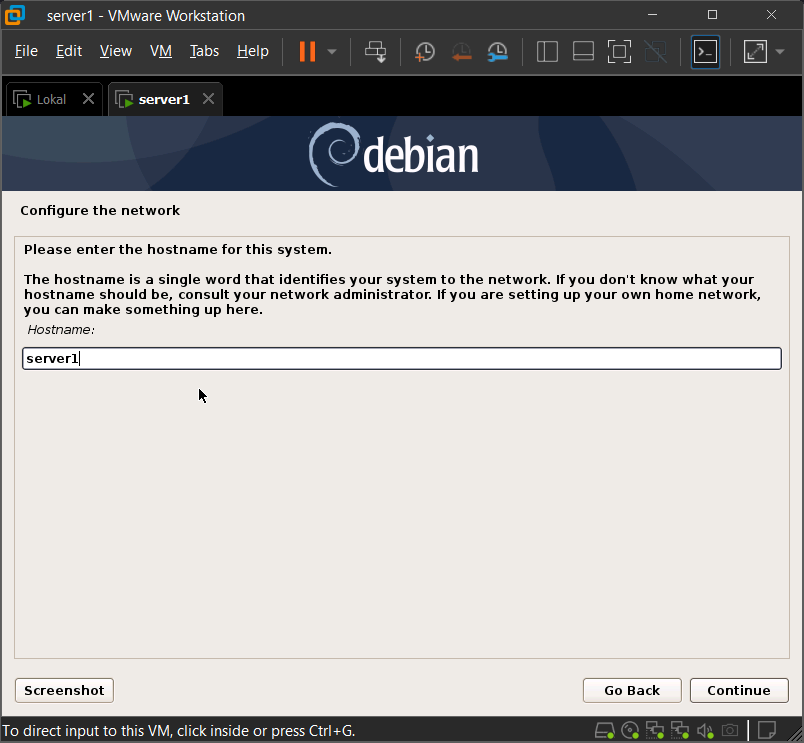 server1 - VMware Workstation
File Edit View VM Tabs Help
Lokal server1
debian
Configure the network
Please enter the hostname for this system.
The hostname is a single word that identifies your system to the network. If you don't know what your
hostname should be, consult your network administrator. If you are setting up your own home network,
you can make something up here.
Hostname:
server1
Screenshot Go Back Continue
To direct input to this VM, click inside or press Ctrl+G.